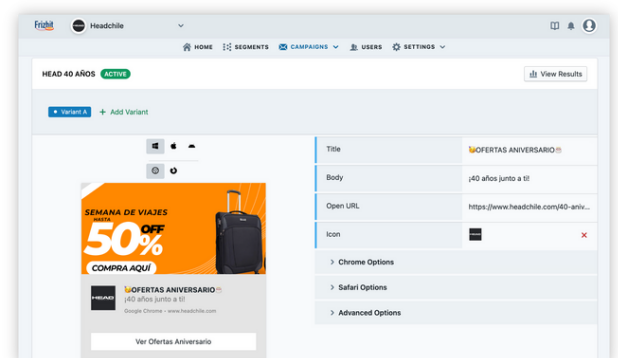 Frizbit
HEAD
Headchile
HOME
SEGMENTS
CAMPAIGNS
USERS
SETTINGS
HEAD 40 AÑOS
ACTIVE
View Results
Variant A
+ Add Variant
SEMANA DE VIAJES
HASTA
50% OFF
COMPRA AQUÍ
HEAD
🥳OFERTAS ANIVERSARIO🎂
¡40 años junto a ti!
Google Chrome • www.headchile.com
Ver Ofertas Aniversario
Title
🥳OFERTAS ANIVERSARIO🎂
Body
¡40 años junto a ti!
Open URL
https://www.headchile.com/40-aniv...
Icon
HEAD
Chrome Options
Safari Options
Advanced Options